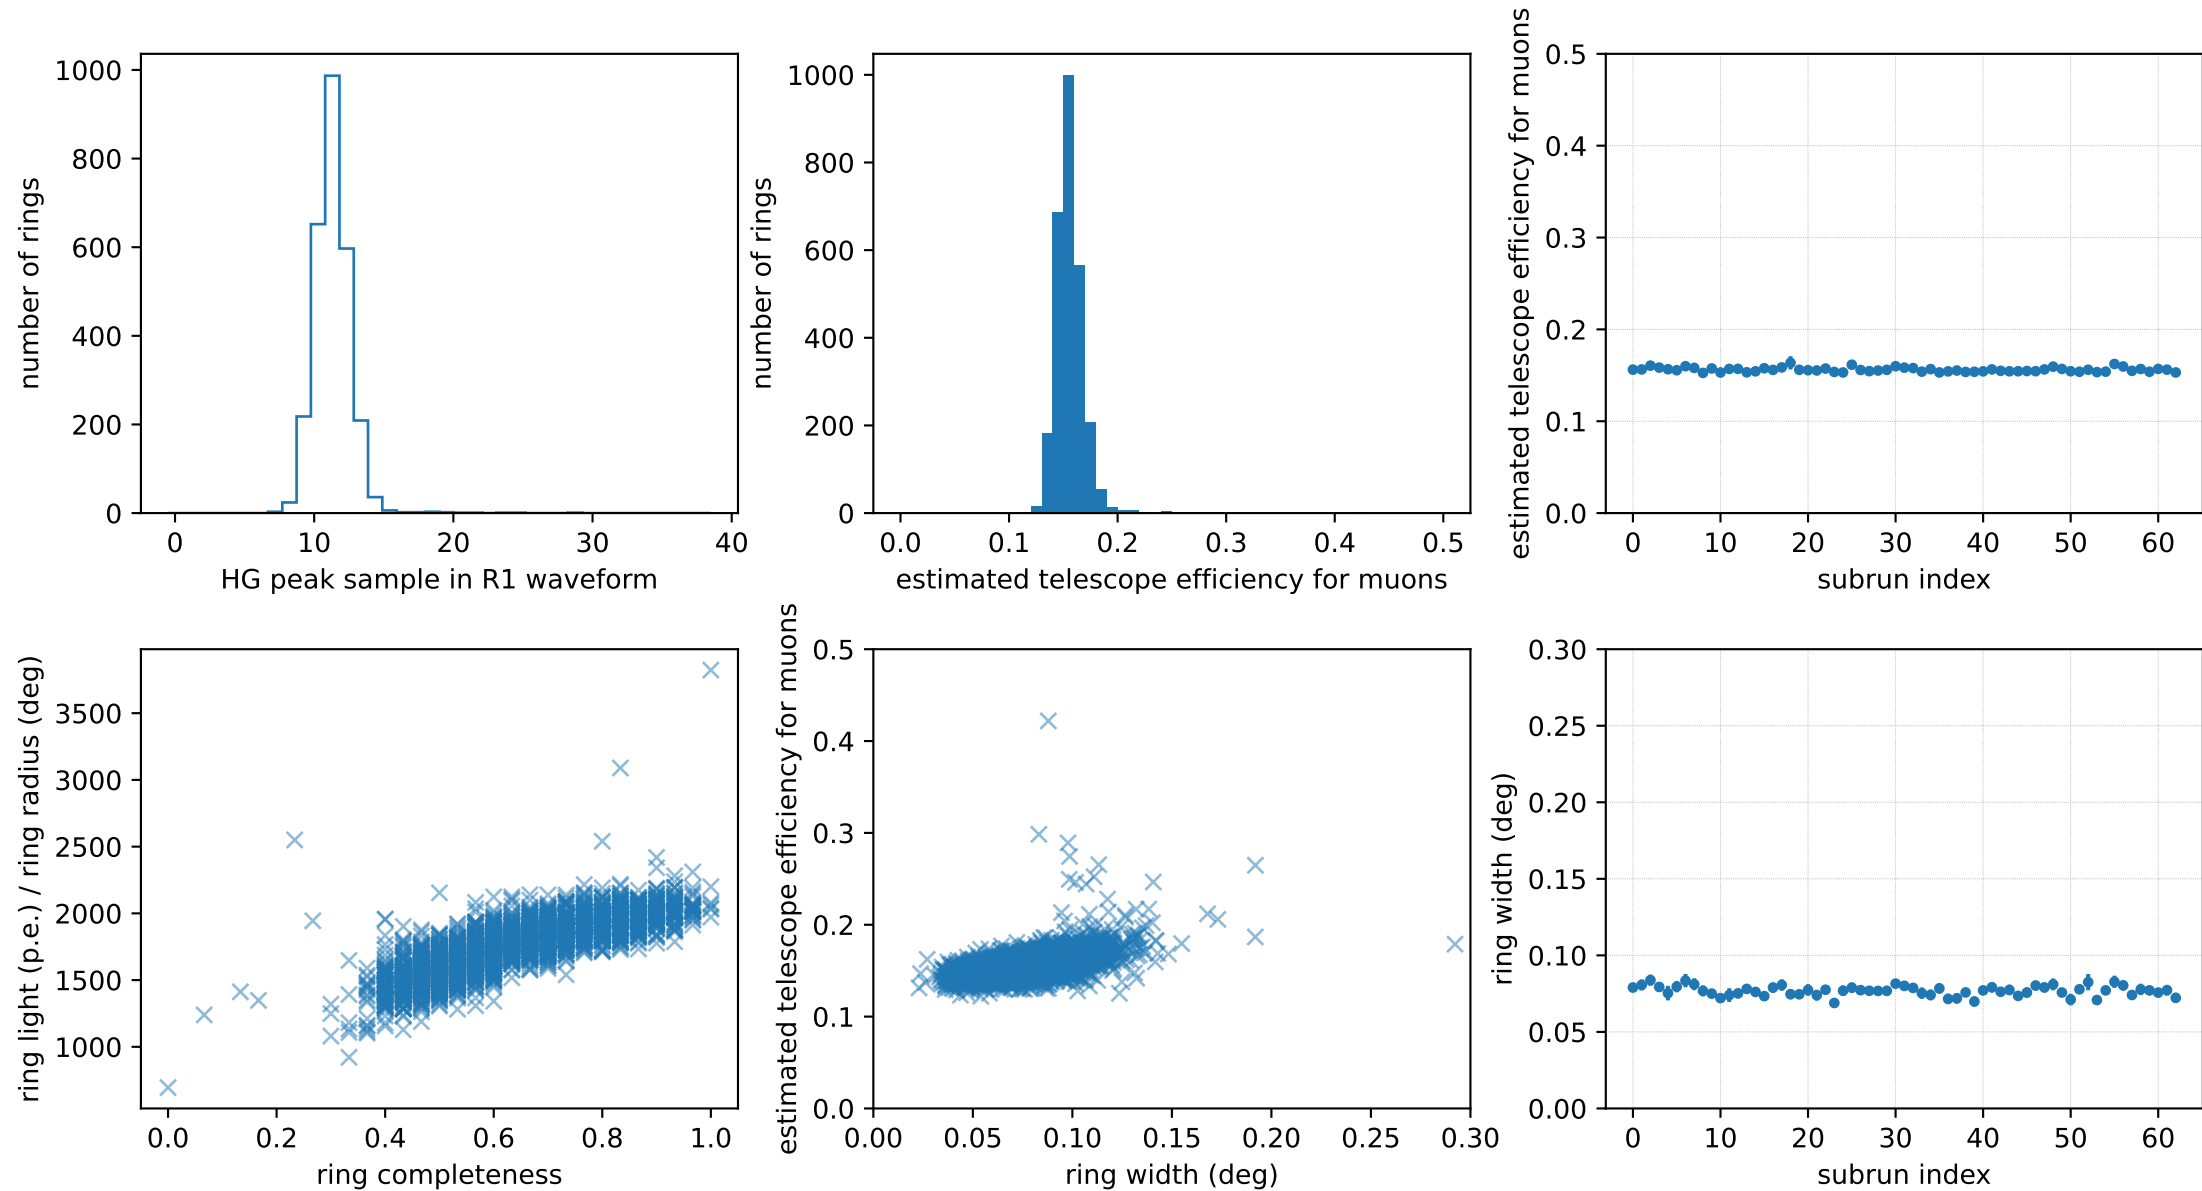 number of rings
1000
800
600
400
200
0
0 10 20 30 40
HG peak sample in R1 waveform
number of rings
1000
800
600
400
200
0
0.0 0.1 0.2 0.3 0.4 0.5
estimated telescope efficiency for muons
estimated telescope efficiency for muons
0.5
0.4
0.3
0.2
0.1
0.0
0 10 20 30 40 50 60
subrun index
ring light (p.e.) / ring radius (deg)
3500
3000
2500
2000
1500
1000
0.0 0.2 0.4 0.6 0.8 1.0
ring completeness
estimated telescope efficiency for muons
0.5
0.4
0.3
0.2
0.1
0.0
0.00 0.05 0.10 0.15 0.20 0.25 0.30
ring width (deg)
ring width (deg)
0.30
0.25
0.20
0.15
0.10
0.05
0.00
0 10 20 30 40 50 60
subrun index